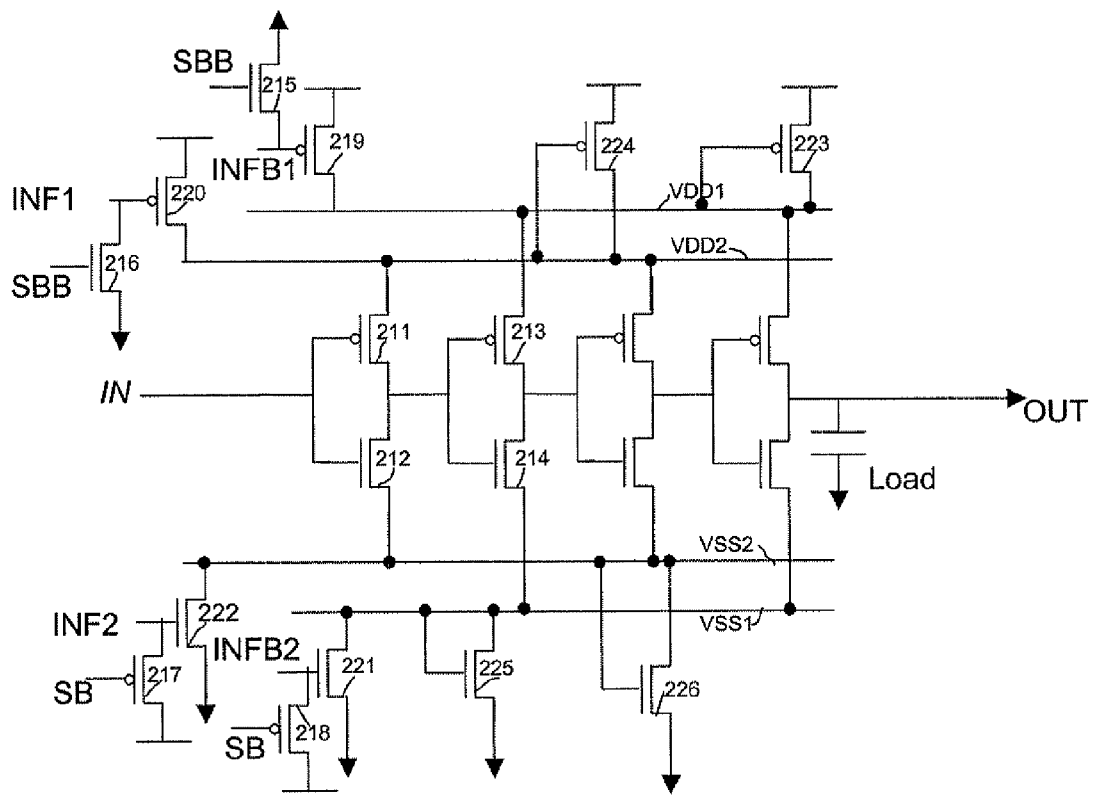 SBB
215
219
INFB1
224
223
INF1
220
VDD1
VDD2
216
SBB
211
213
IN
OUT
212
214
Load
VSS2
INF2
222
VSS1
INFB2
217
221
225
226
SB
218
SB